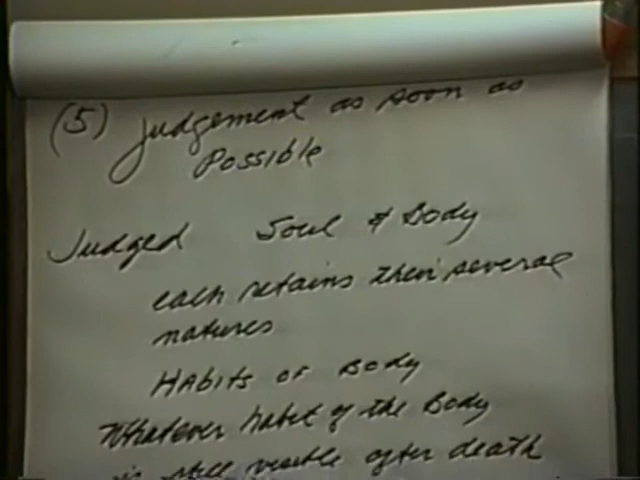 (5) Judgement as soon as
Possible
Judged Soul & Body
each retains their several
natures
Habits of Body
Whatever habit of the Body
is still visible after death